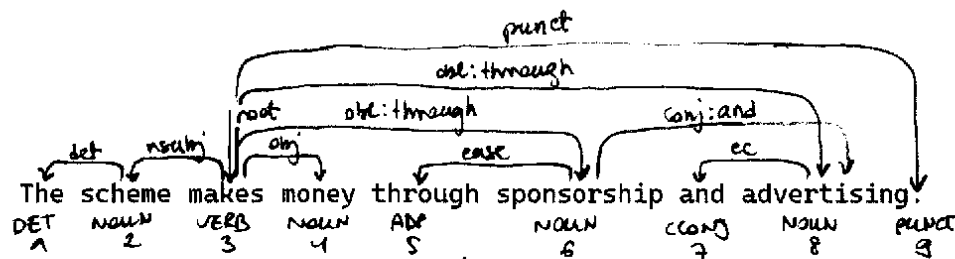 punct
obl:through
root obl:through conj:and
det nsubj obj case cc
The scheme makes money through sponsorship and advertising.
DET NOUN VERB NOUN ADP NOUN CCONJ NOUN PUNCT
1 2 3 4 5 6 7 8 9